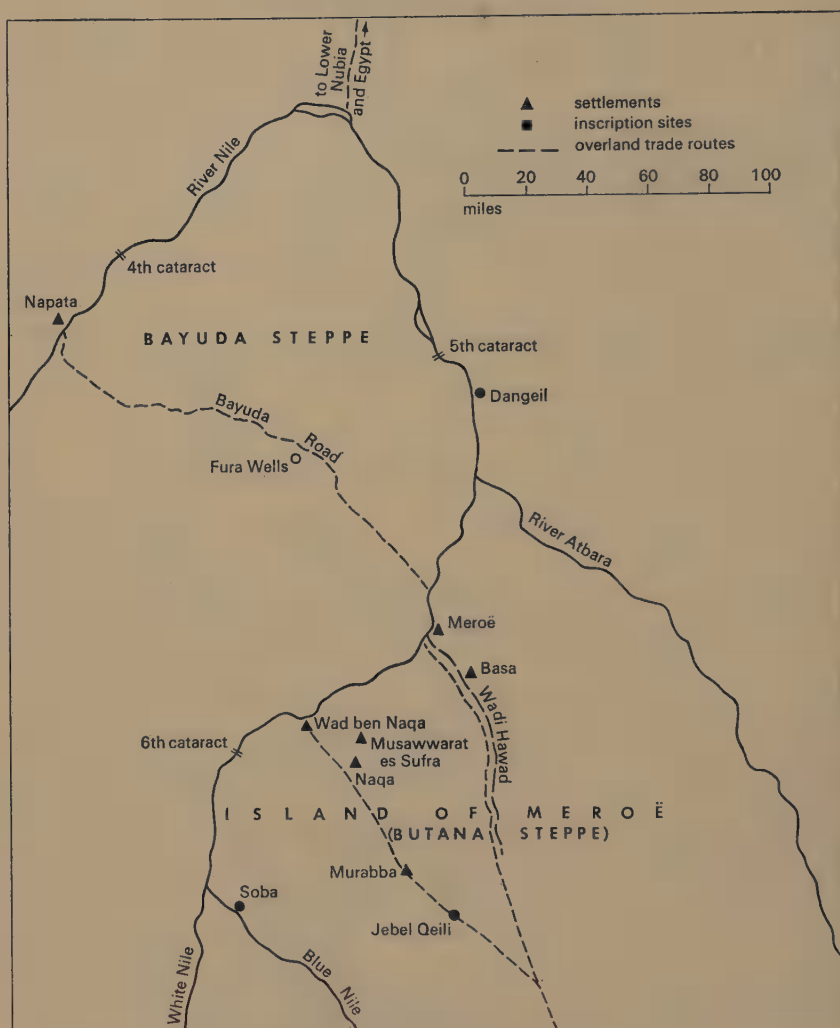 to Lower
Nubia
and Egypt
settlements
inscription sites
overland trade routes
0 20 40 60 80 100
miles
River Nile
4th cataract
Napata
BAYUDA STEPPE
5th cataract
Dangeil
Bayuda
Road
Fura Wells
River Atbara
Meroë
Basa
Wadi Hawad
Wad ben Naqa
6th cataract
Musawwarat
es Sufra
Naqa
ISLAND OF MEROË
(BUTANA STEPPE)
Murabba
Soba
Jebel Qeili
White Nile
Blue Nile